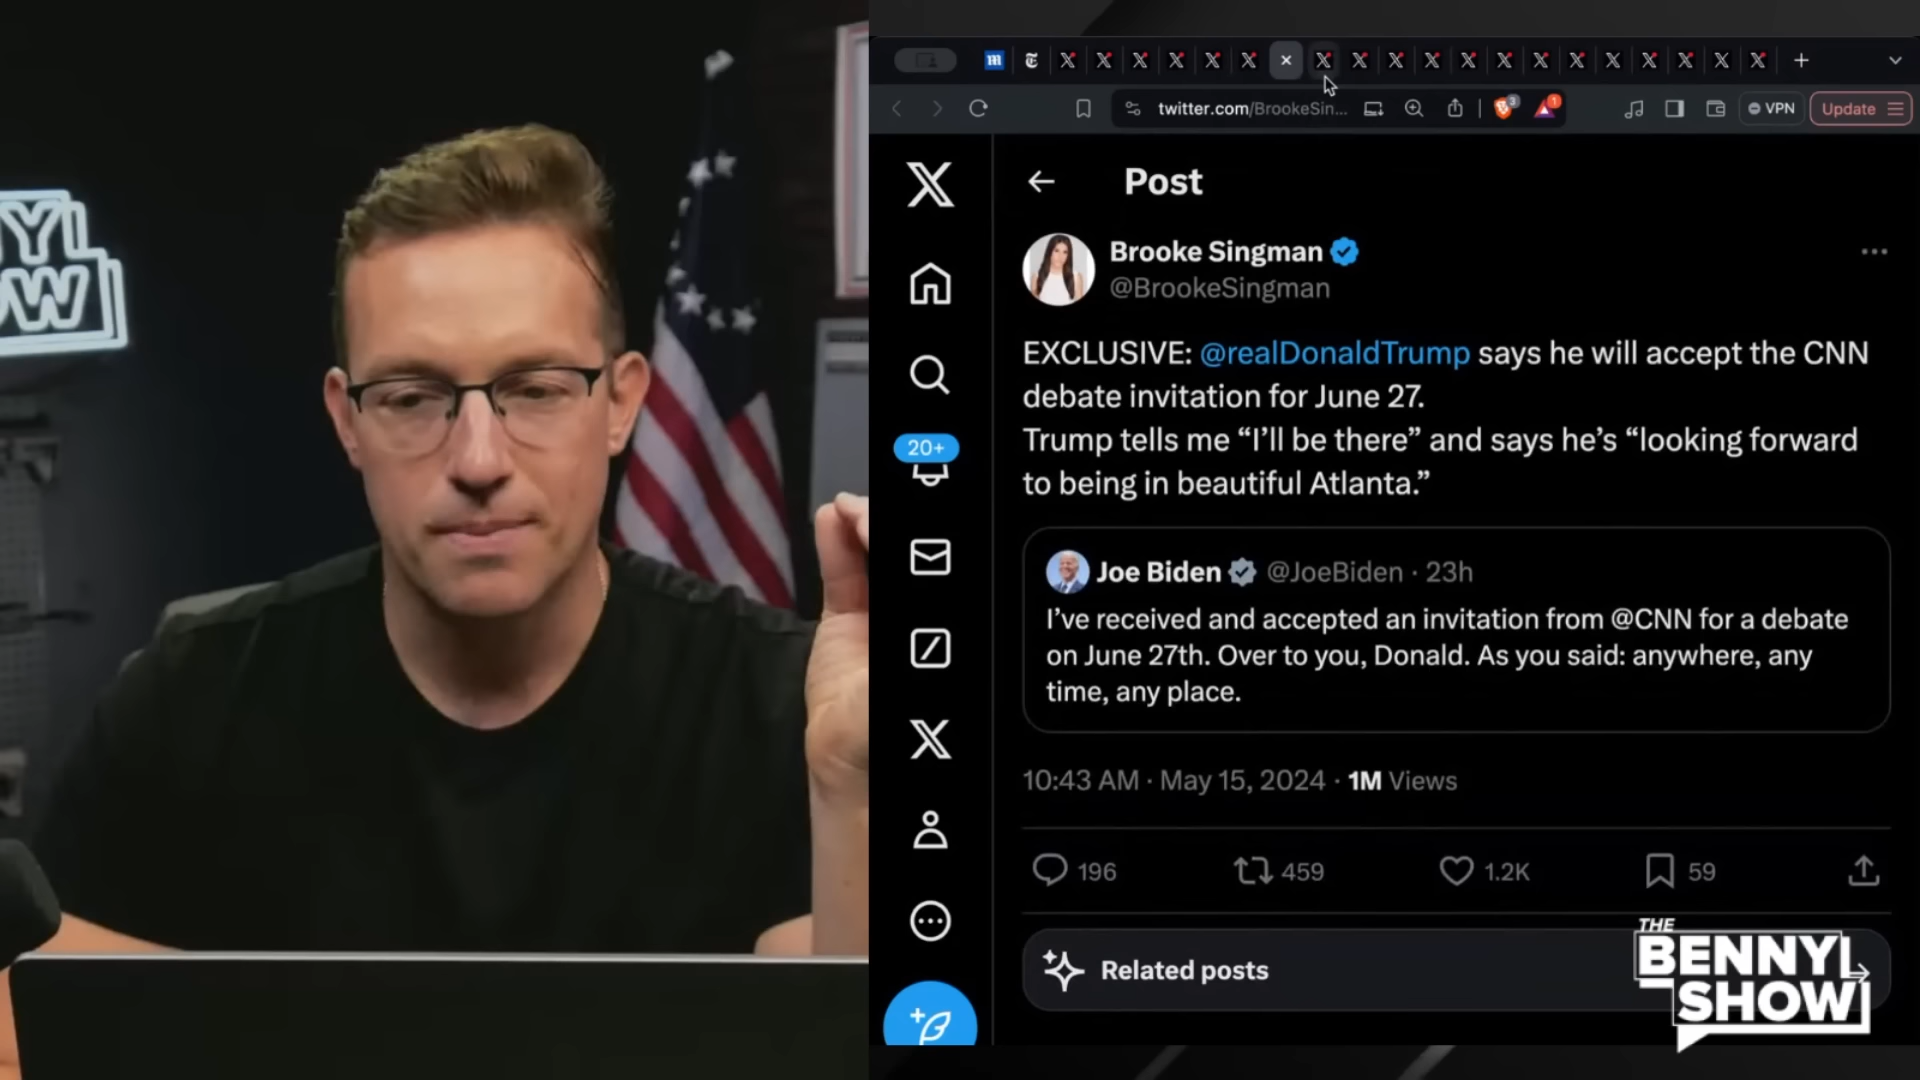 NY
OW
twitter.com/BrookeSin...
3
1
VPN
Update
Post
Brooke Singman
@BrookeSingman
EXCLUSIVE: @realDonaldTrump says he will accept the CNN
debate invitation for June 27.
Trump tells me “I’ll be there” and says he’s “looking forward
to being in beautiful Atlanta.”
20+
Joe Biden @JoeBiden · 23h
I’ve received and accepted an invitation from @CNN for a debate
on June 27th. Over to you, Donald. As you said: anywhere, any
time, any place.
10:43 AM · May 15, 2024 · 1M Views
196 459 1.2K 59
Related posts
THE
BENNY
SHOW